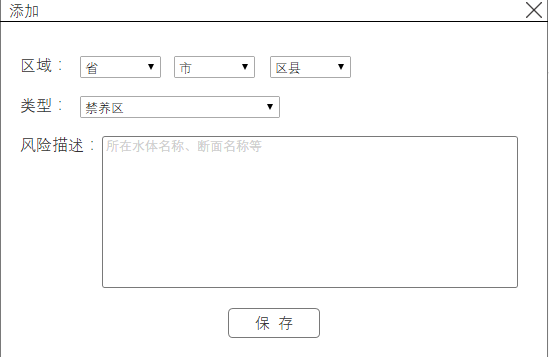 添加
区域： 省 市 区县
类型： 禁养区
风险描述： 所在水体名称、断面名称等
保 存